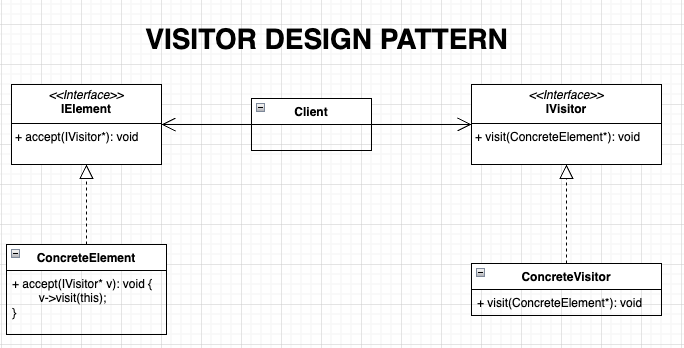 VISITOR DESIGN PATTERN
<<Interface>>
IElement
+ accept(IVisitor*): void
Client
<<Interface>>
IVisitor
+ visit(ConcreteElement*): void
ConcreteElement
+ accept(IVisitor* v): void {
v->visit(this);
}
ConcreteVisitor
+ visit(ConcreteElement*): void